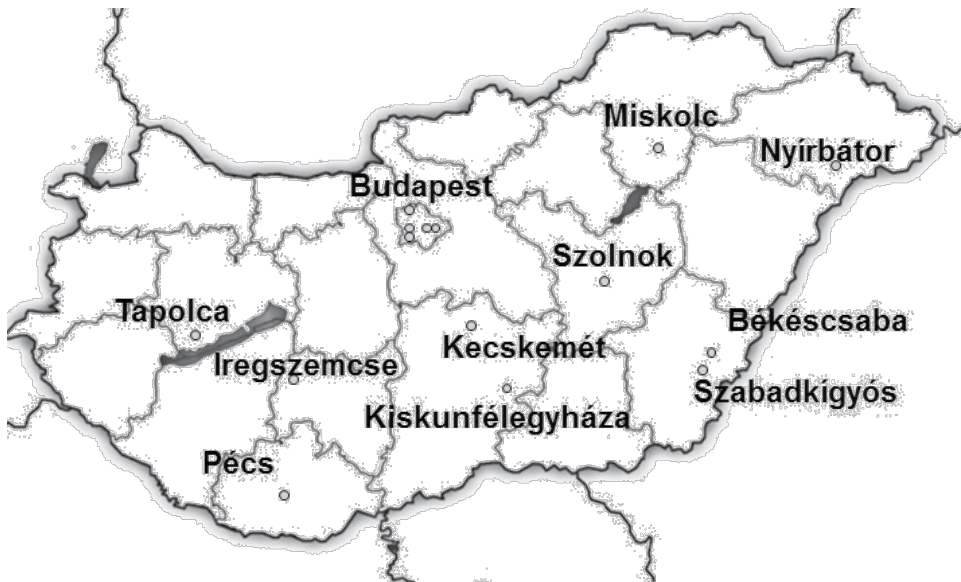 Miskolc
Nyírbátor
Budapest
Szolnok
Tapolca
Békéscsaba
Kecskemét
Iregszemcse
Szabadkígyós
Kiskunfélegyháza
Pécs